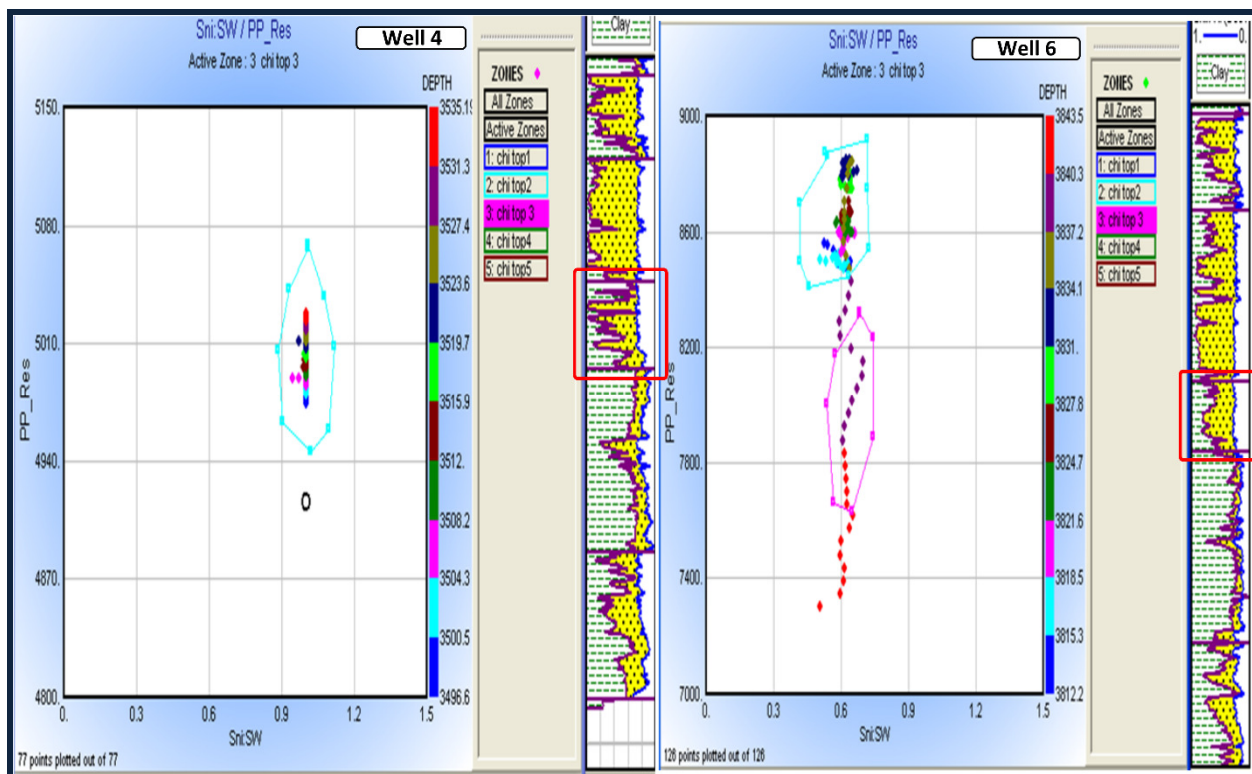 Sni:SW / PP_Res
Well 4
Active Zone : 3 chi top 3
ZONES
All Zones
Active Zones
1: chi top1
2: chi top2
3: chi top 3
4: chi top4
5: chi top5
DEPTH
3535.19
3531.3
3527.4
3523.6
3519.7
3515.9
3512.
3508.2
3504.3
3500.5
3496.6
PP_Res
5150.
5080.
5010.
4940.
4870.
4800.
0.
0.3
0.6
0.9
1.2
1.5
Sni:SW
77 points plotted out of 77
Clay
Sni:SW / PP_Res
Well 6
Active Zone : 3 chi top 3
ZONES
All Zones
Active Zones
1: chi top1
2: chi top2
3: chi top 3
4: chi top4
5: chi top5
DEPTH
3843.5
3840.3
3837.2
3834.1
3831.
3827.8
3824.7
3821.6
3818.5
3815.3
3812.2
PP_Res
9000.
8600.
8200.
7800.
7400.
7000.
0.
0.3
0.6
0.9
1.2
1.5
Sni:SW
126 points plotted out of 126
1. 0.
Clay